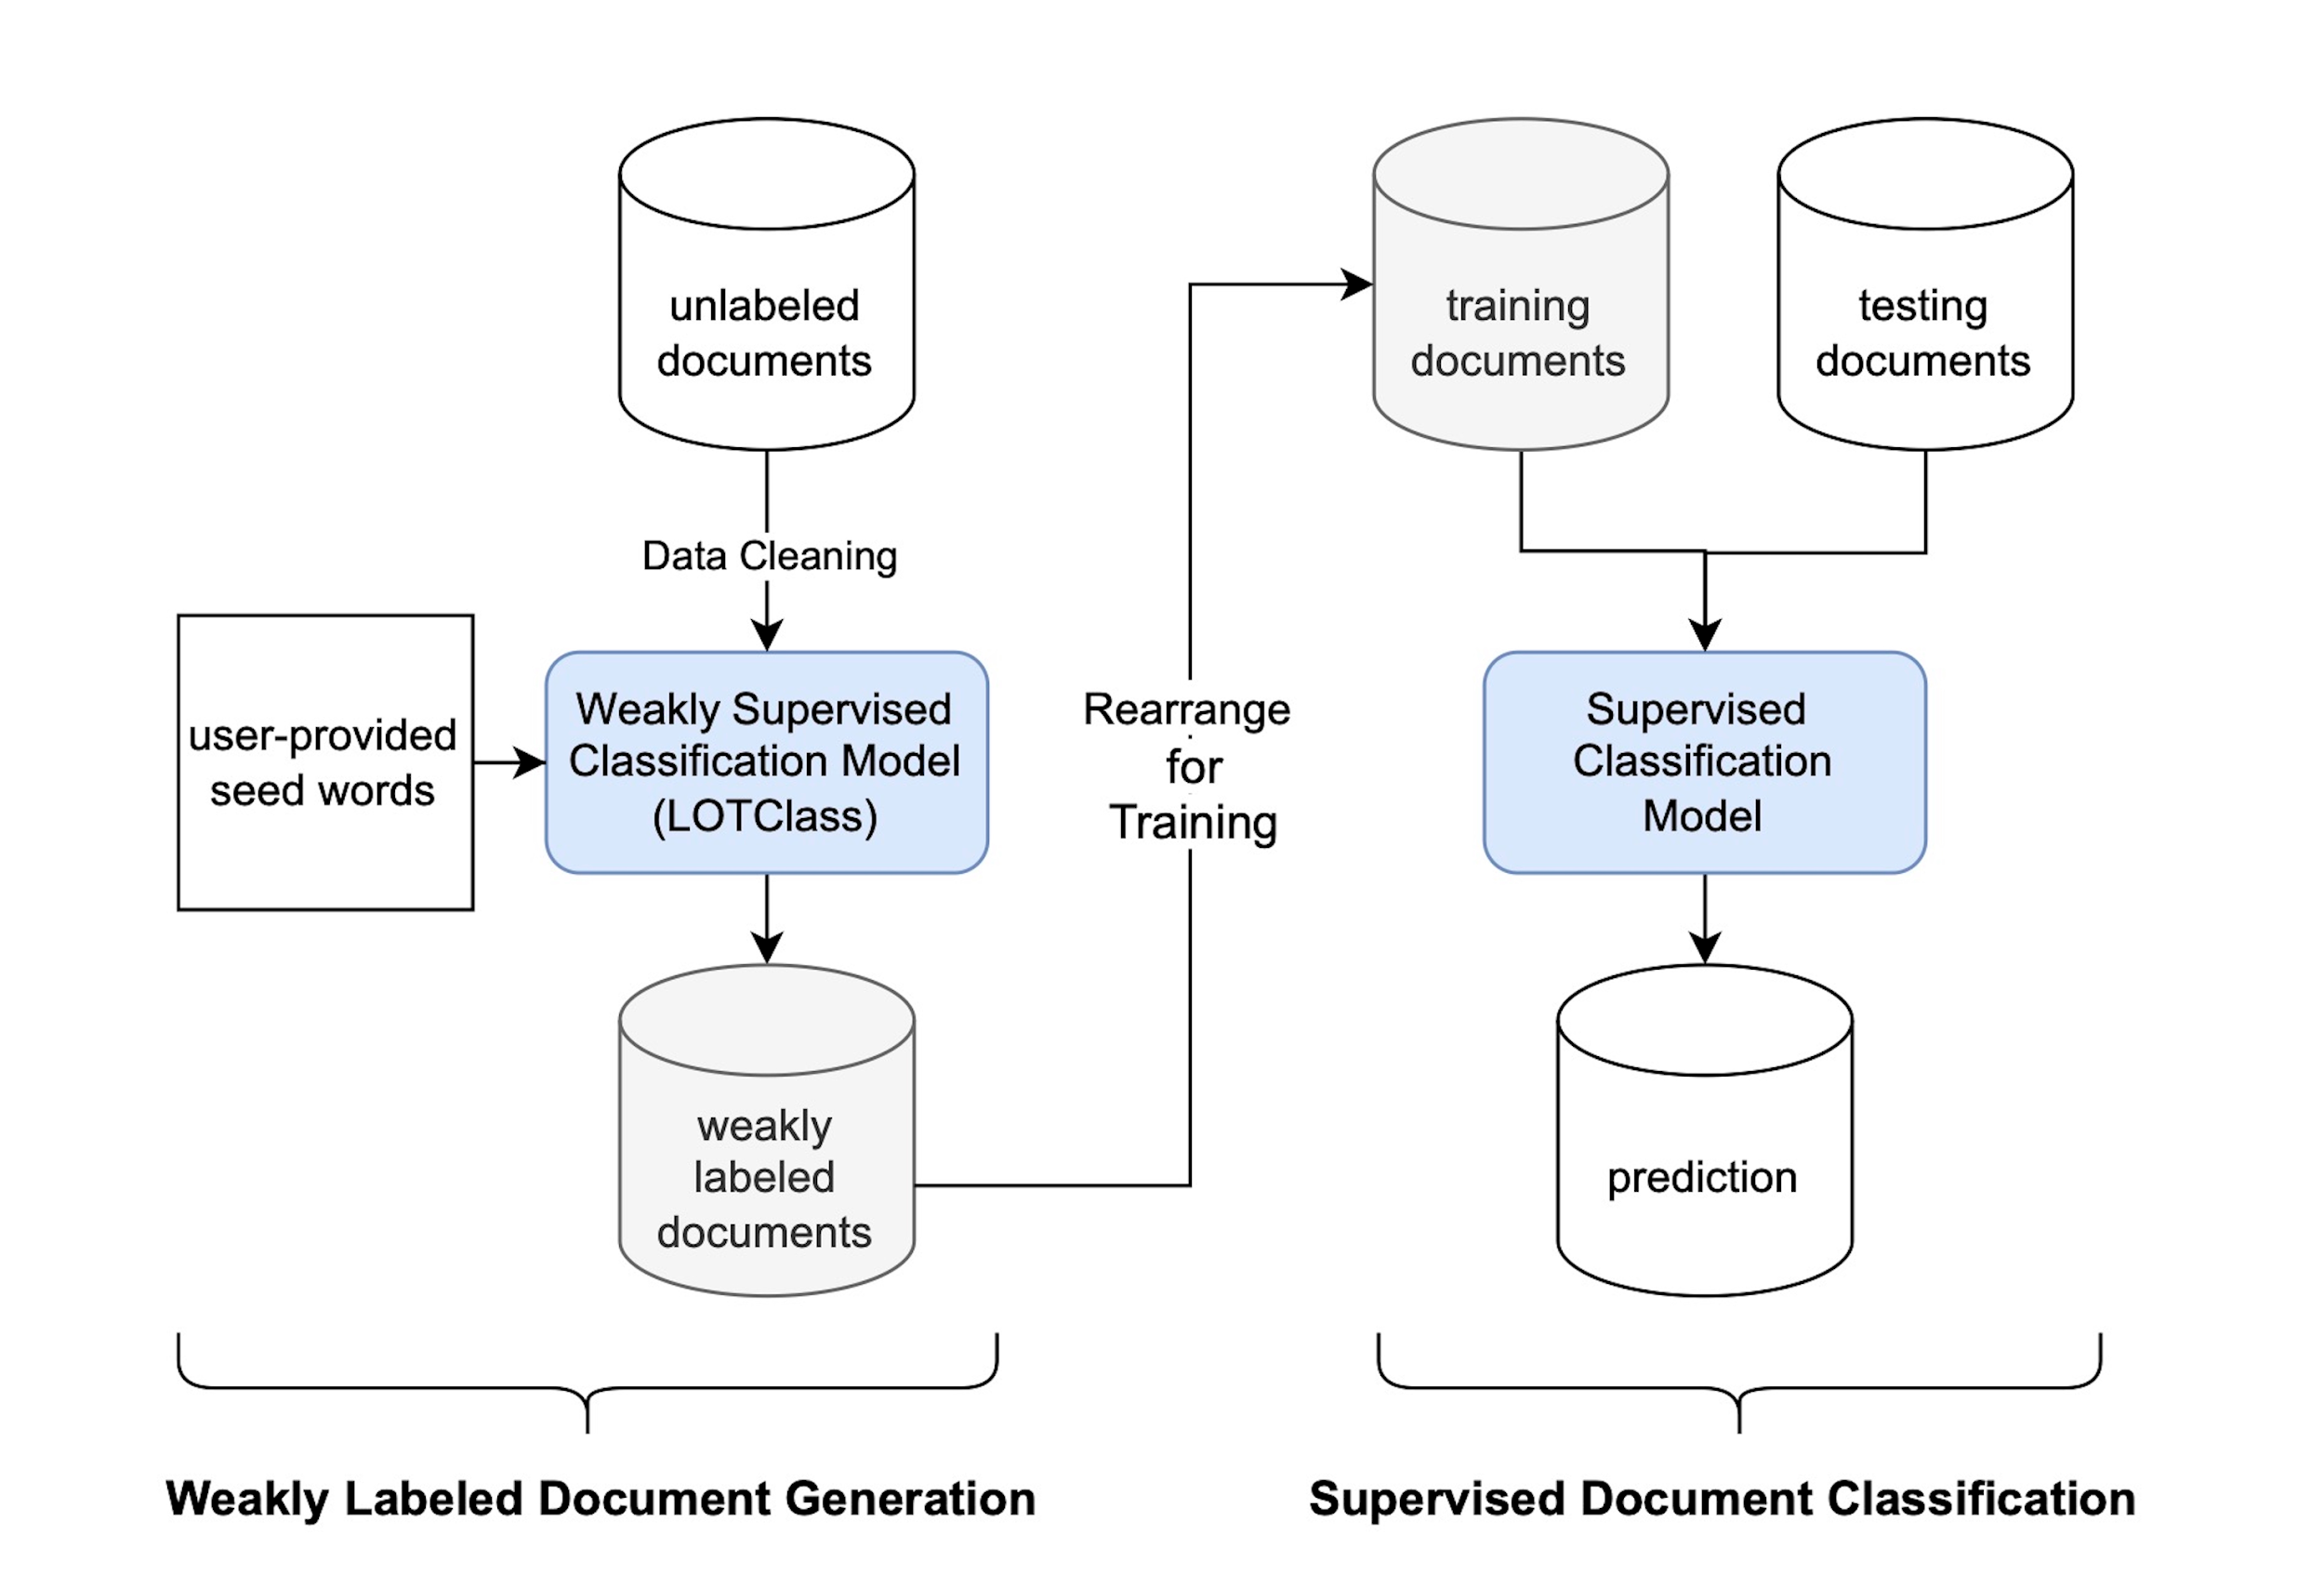 unlabeled
documents
Data Cleaning
user-provided
seed words
Weakly Supervised
Classification Model
(LOTClass)
weakly
labeled
documents
Rearrange
for
Training
training
documents
testing
documents
Supervised
Classification
Model
prediction
Weakly Labeled Document Generation
Supervised Document Classification